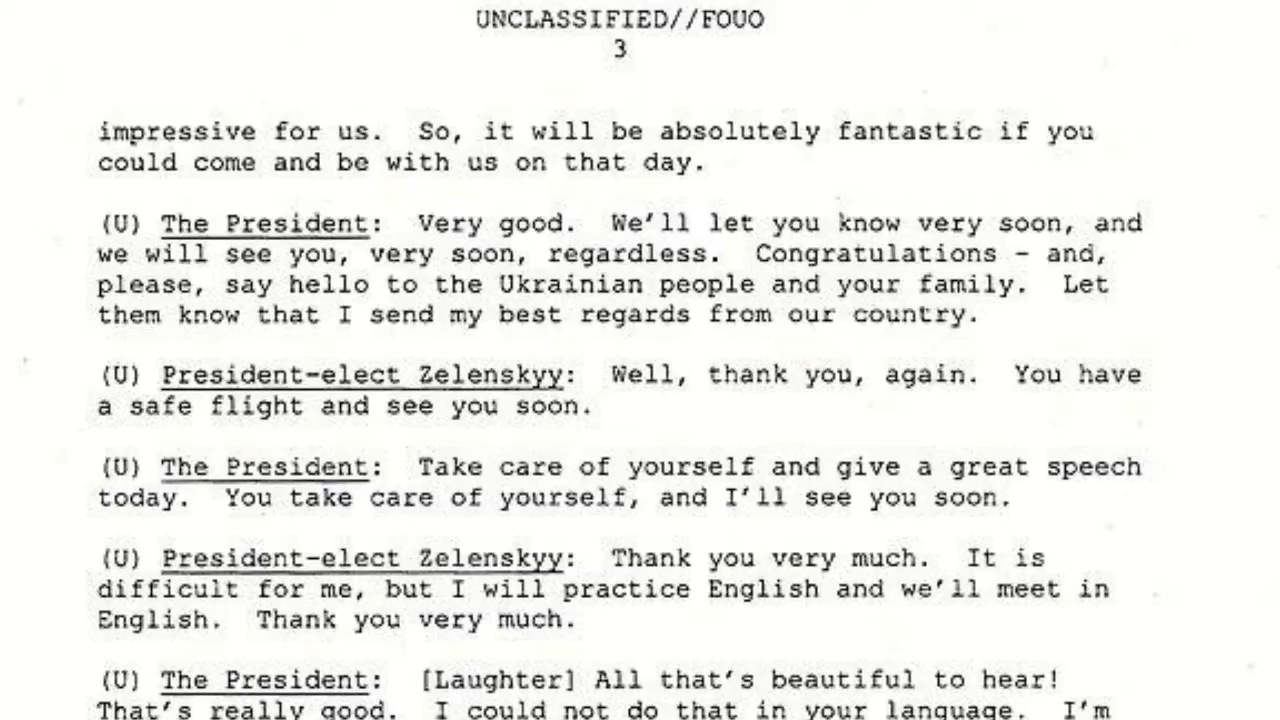 UNCLASSIFIED//FOUO
3
impressive for us. So, it will be absolutely fantastic if you
could come and be with us on that day.
(U) The President: Very good. We'll let you know very soon, and
we will see you, very soon, regardless. Congratulations - and,
please, say hello to the Ukrainian people and your family. Let
them know that I send my best regards from our country.
(U) President-elect Zelenskyy: Well, thank you, again. You have
a safe flight and see you soon.
(U) The President: Take care of yourself and give a great speech
today. You take care of yourself, and I'll see you soon.
(U) President-elect Zelenskyy: Thank you very much. It is
difficult for me, but I will practice English and we'll meet in
English. Thank you very much.
(U) The President: [Laughter] All that's beautiful to hear!
That's really good. I could not do that in your language. I'm